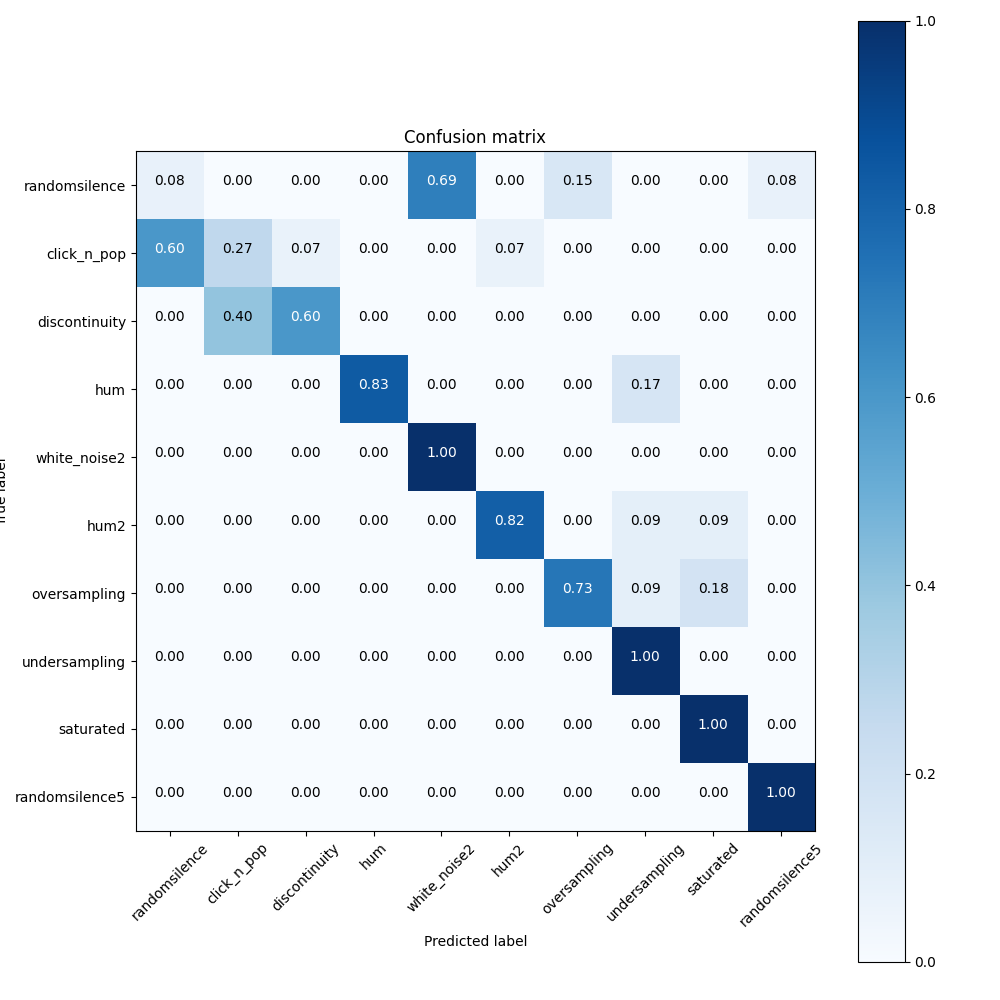 Confusion matrix
randomsilence 0.08 0.00 0.00 0.00 0.69 0.00 0.15 0.00 0.00 0.08
click_n_pop 0.60 0.27 0.07 0.00 0.00 0.07 0.00 0.00 0.00 0.00
discontinuity 0.00 0.40 0.60 0.00 0.00 0.00 0.00 0.00 0.00 0.00
hum 0.00 0.00 0.00 0.83 0.00 0.00 0.00 0.17 0.00 0.00
white_noise2 0.00 0.00 0.00 0.00 1.00 0.00 0.00 0.00 0.00 0.00
hum2 0.00 0.00 0.00 0.00 0.00 0.82 0.00 0.09 0.09 0.00
oversampling 0.00 0.00 0.00 0.00 0.00 0.00 0.73 0.09 0.18 0.00
undersampling 0.00 0.00 0.00 0.00 0.00 0.00 0.00 1.00 0.00 0.00
saturated 0.00 0.00 0.00 0.00 0.00 0.00 0.00 0.00 1.00 0.00
randomsilence5 0.00 0.00 0.00 0.00 0.00 0.00 0.00 0.00 0.00 1.00
randomsilence click_n_pop discontinuity hum white_noise2 hum2 oversampling undersampling saturated randomsilence5
Predicted label
label
1.0
0.8
0.6
0.4
0.2
0.0